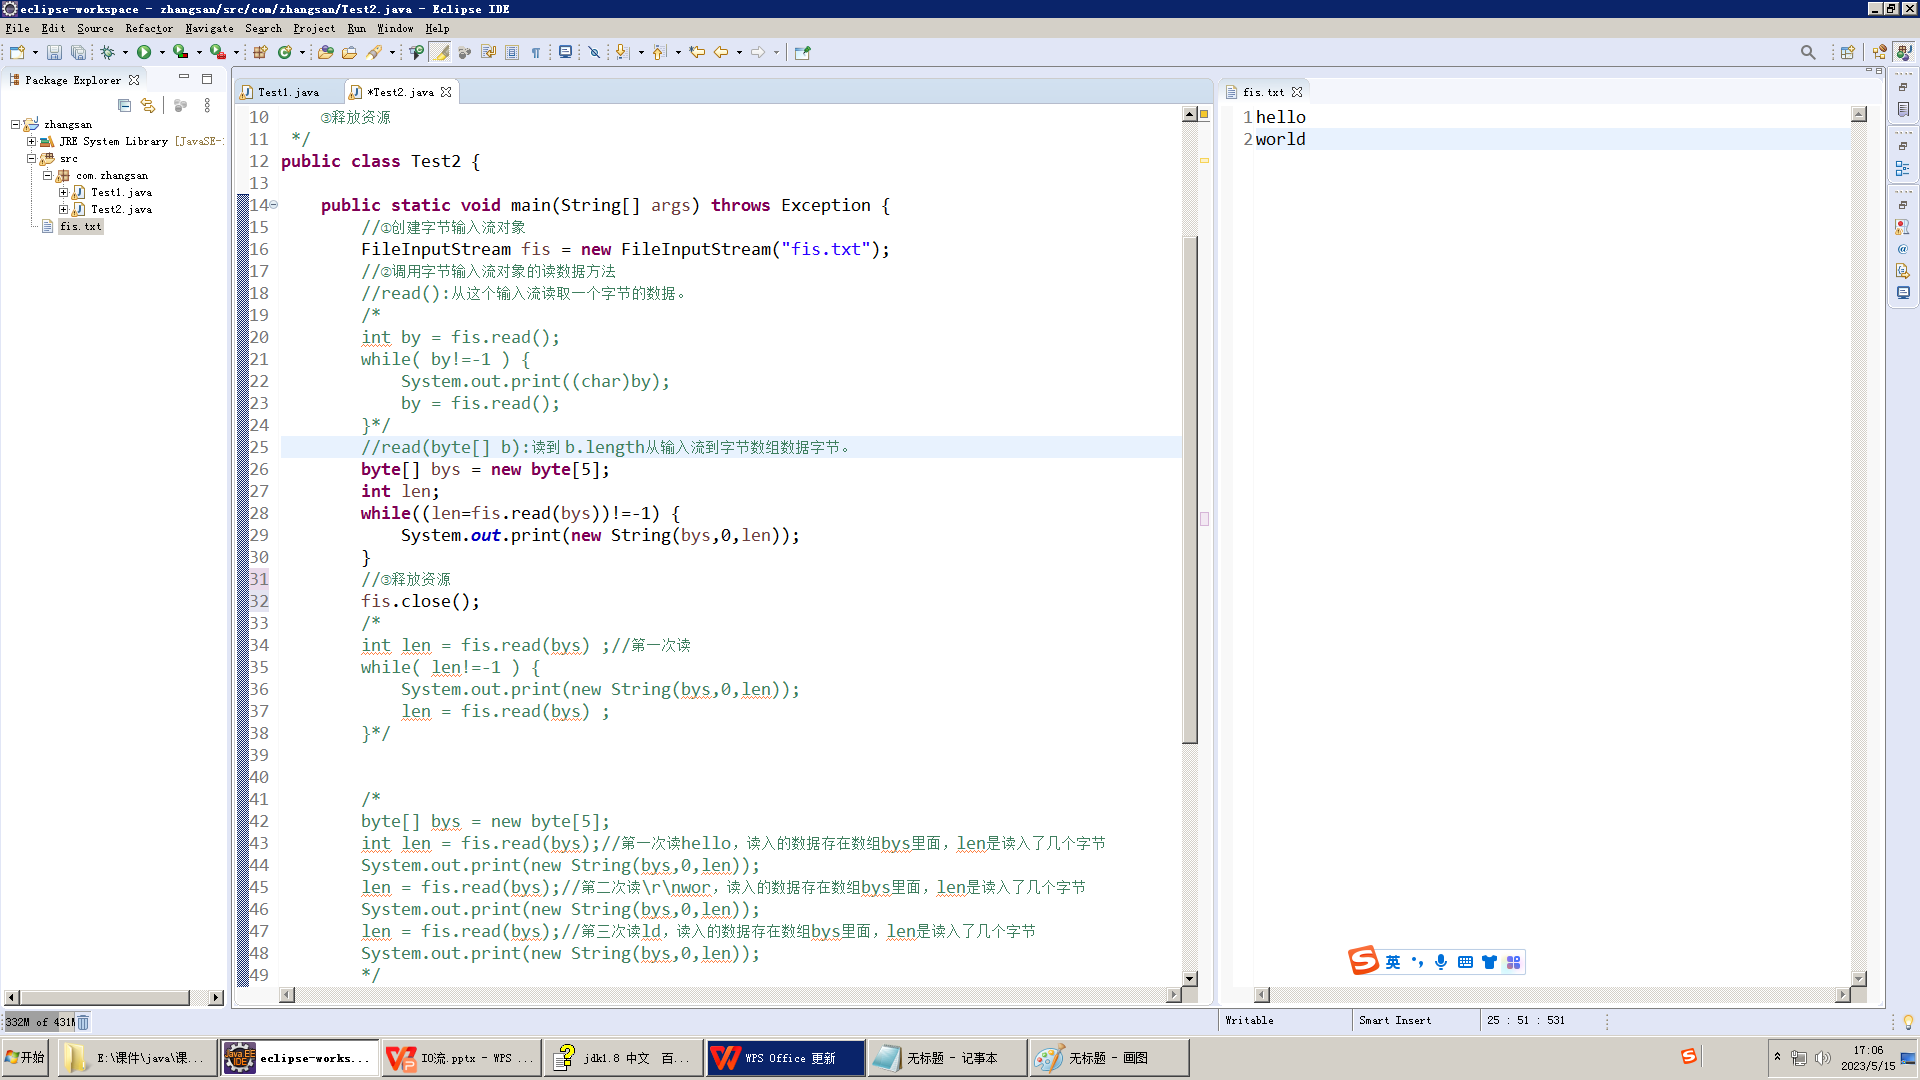 eclipse-workspace - zhangsan/src/com/zhangsan/Test2.java - Eclipse IDE
File Edit Source Refactor Navigate Search Project Run Window Help
Package Explorer
zhangsan
JRE System Library [JavaSE-
src
com.zhangsan
Test1.java
Test2.java
fis.txt
Test1.java *Test2.java
10 ③释放资源
11 */
12 public class Test2 {
13
14 public static void main(String[] args) throws Exception {
15 //①创建字节输入流对象
16 FileInputStream fis = new FileInputStream("fis.txt");
17 //②调用字节输入流对象的读数据方法
18 //read():从这个输入流读取一个字节的数据。
19 /*
20 int by = fis.read();
21 while( by!=-1 ) {
22 System.out.print((char)by);
23 by = fis.read();
24 }*/
25 //read(byte[] b):读到 b.length从输入流到字节数组数据字节。
26 byte[] bys = new byte[5];
27 int len;
28 while((len=fis.read(bys))!=-1) {
29 System.out.print(new String(bys,0,len));
30 }
31 //③释放资源
32 fis.close();
33 /*
34 int len = fis.read(bys) ;//第一次读
35 while( len!=-1 ) {
36 System.out.print(new String(bys,0,len));
37 len = fis.read(bys) ;
38 }*/
39
40
41 /*
42 byte[] bys = new byte[5];
43 int len = fis.read(bys);//第一次读hello，读入的数据存在数组bys里面，len是读入了几个字节
44 System.out.print(new String(bys,0,len));
45 len = fis.read(bys);//第二次读\r\nwor，读入的数据存在数组bys里面，len是读入了几个字节
46 System.out.print(new String(bys,0,len));
47 len = fis.read(bys);//第三次读ld，读入的数据存在数组bys里面，len是读入了几个字节
48 System.out.print(new String(bys,0,len));
49 */
fis.txt
1 hello
2 world
英
332M of 431M
Writable
Smart Insert
25 : 51 : 531
开始
E:\课件\java\课...
eclipse-works...
IO流.pptx - WPS ...
jdk1.8 中文 百...
WPS Office 更新
无标题 - 记事本
无标题 - 画图
17:06
2023/5/15